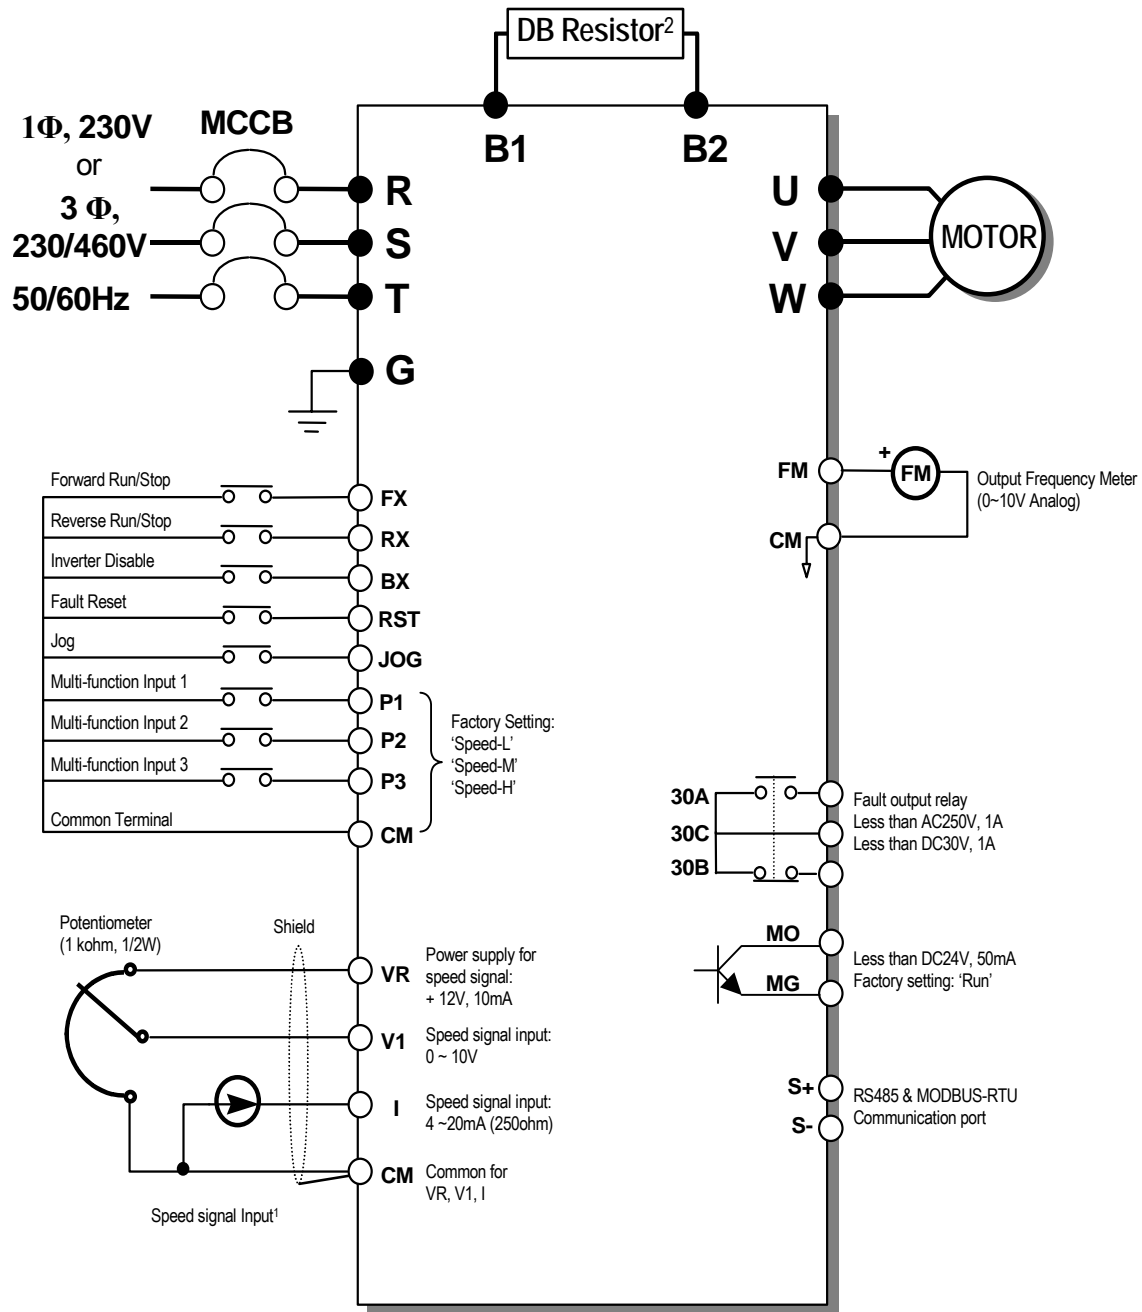 DB Resistor2
B1
B2
1Φ, 230V
or
3 Φ,
230/460V
50/60Hz
MCCB
R
S
T
G
U
V
W
MOTOR
Forward Run/Stop
FX
Reverse Run/Stop
RX
Inverter Disable
BX
Fault Reset
RST
Jog
JOG
Multi-function Input 1
P1
Multi-function Input 2
P2
Multi-function Input 3
P3
Common Terminal
CM
Factory Setting:
‘Speed-L’
‘Speed-M’
‘Speed-H’
FM
+
FM
CM
Output Frequency Meter
(0~10V Analog)
30A
30C
30B
Fault output relay
Less than AC250V, 1A
Less than DC30V, 1A
MO
MG
Less than DC24V, 50mA
Factory setting: ‘Run’
S+
S-
RS485 & MODBUS-RTU
Communication port
Potentiometer
(1 kohm, 1/2W)
Shield
VR
Power supply for
speed signal:
+ 12V, 10mA
V1
Speed signal input:
0 ~ 10V
I
Speed signal input:
4 ~20mA (250ohm)
CM
Common for
VR, V1, I
Speed signal Input1